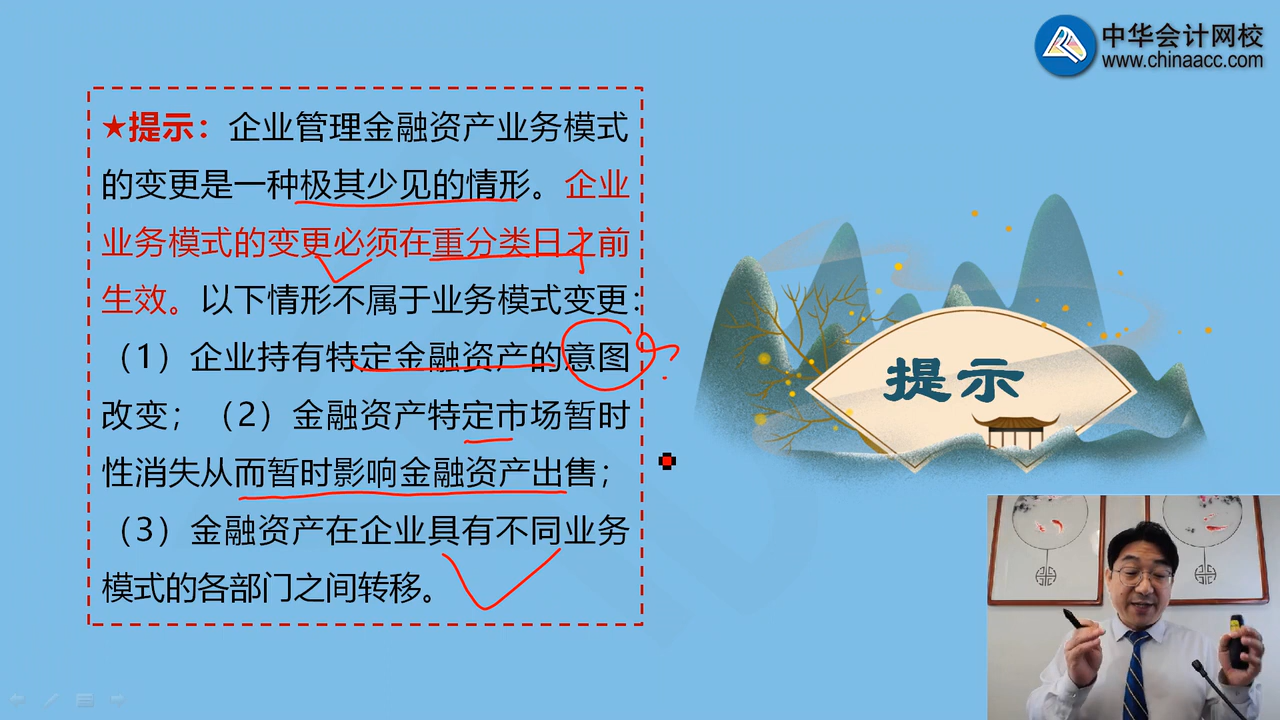 中华会计网校
www.chinaacc.com
★提示：企业管理金融资产业务模式
的变更是一种极其少见的情形。企业
业务模式的变更必须在重分类日之前
生效。以下情形不属于业务模式变更：
（1）企业持有特定金融资产的意图
改变；（2）金融资产特定市场暂时
性消失从而暂时影响金融资产出售；
（3）金融资产在企业具有不同业务
模式的各部门之间转移。
提示